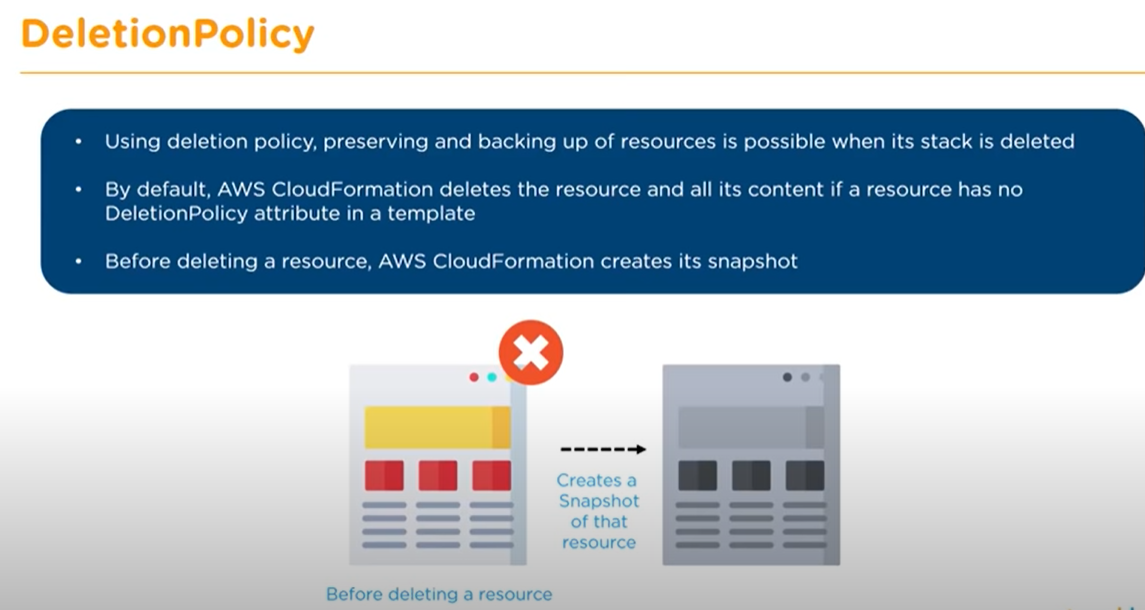 DeletionPolicy
• Using deletion policy, preserving and backing up of resources is possible when its stack is deleted
• By default, AWS CloudFormation deletes the resource and all its content if a resource has no
DeletionPolicy attribute in a template
• Before deleting a resource, AWS CloudFormation creates its snapshot
Creates a
Snapshot
of that
resource
Before deleting a resource